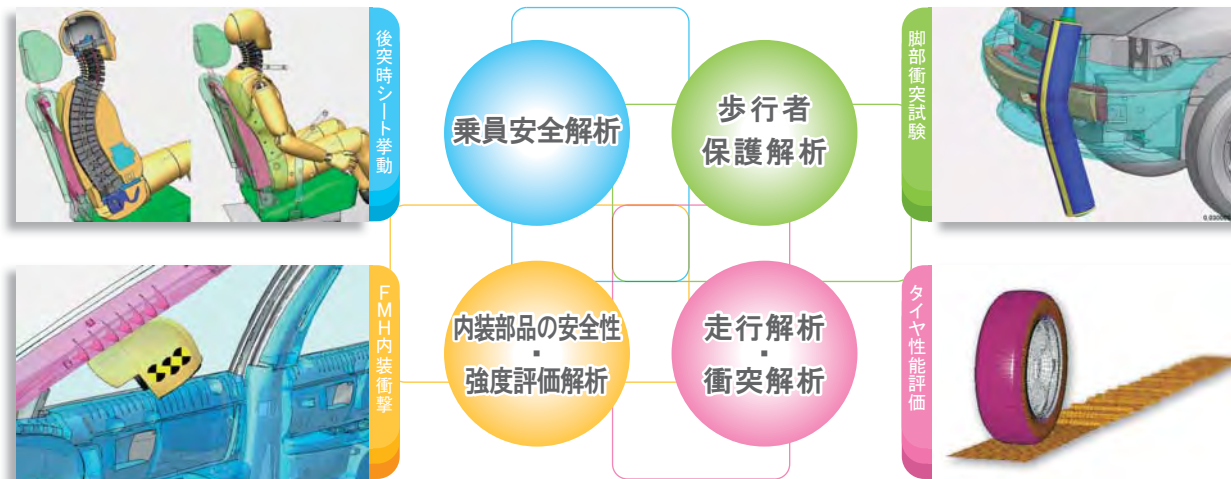 後突時シート挙動
乗員安全解析
歩行者
保護解析
脚部衝突試験
FMH内装衝撃
内装部品の安全性
・
強度評価解析
走行解析
・
衝突解析
タイヤ性能評価